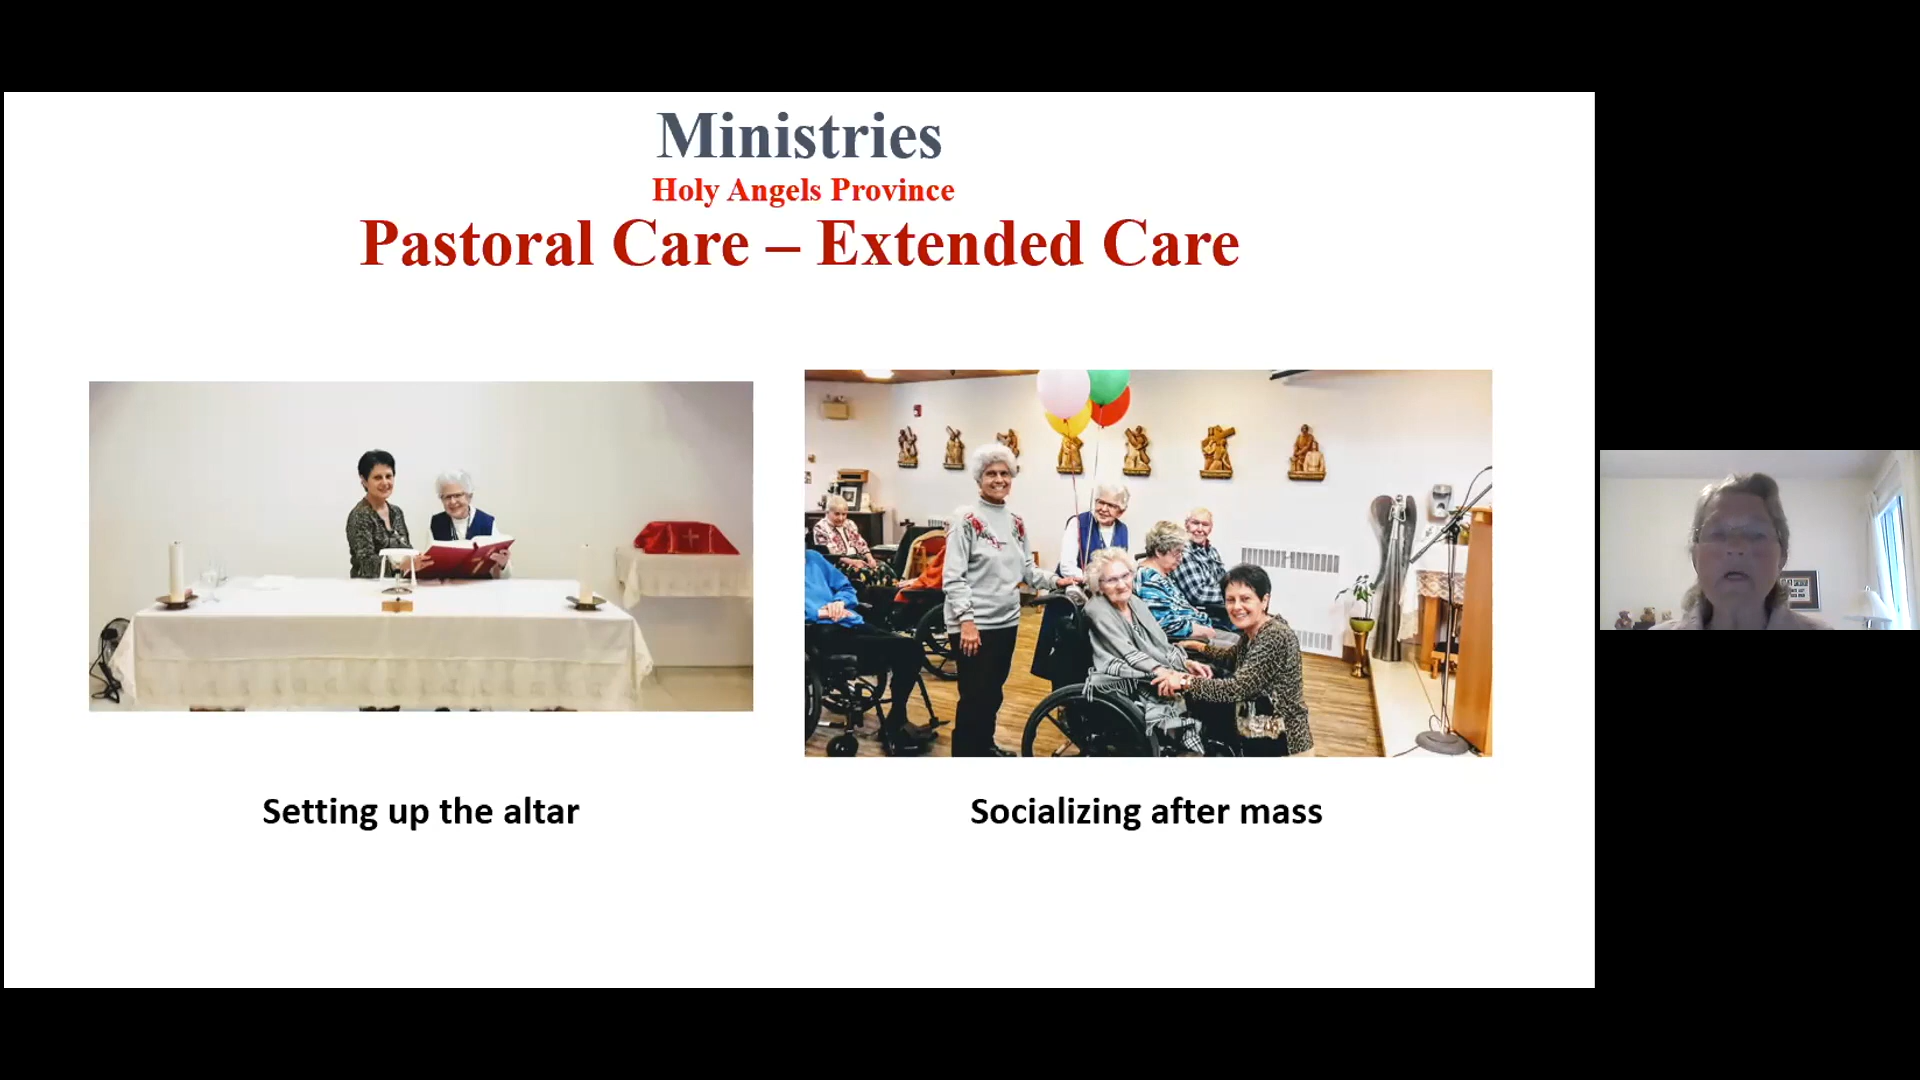 Ministries
Holy Angels Province
Pastoral Care – Extended Care
Setting up the altar
Socializing after mass